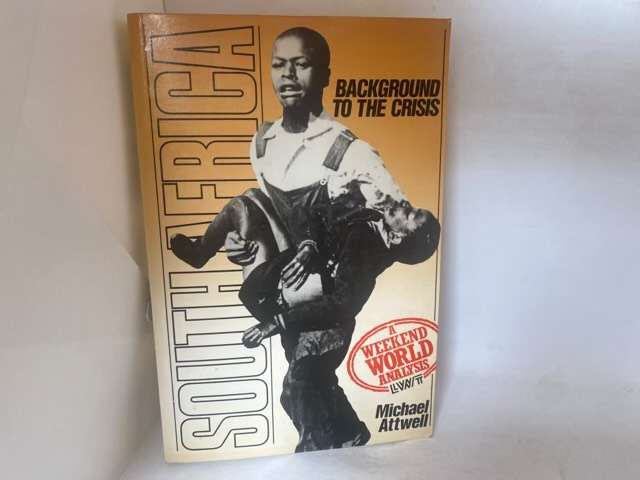 SOUTH AFRICA
BACKGROUND
TO THE CRISIS
A
WEEKEND
WORLD
ANALYSIS
LWT
Michael
Attwell